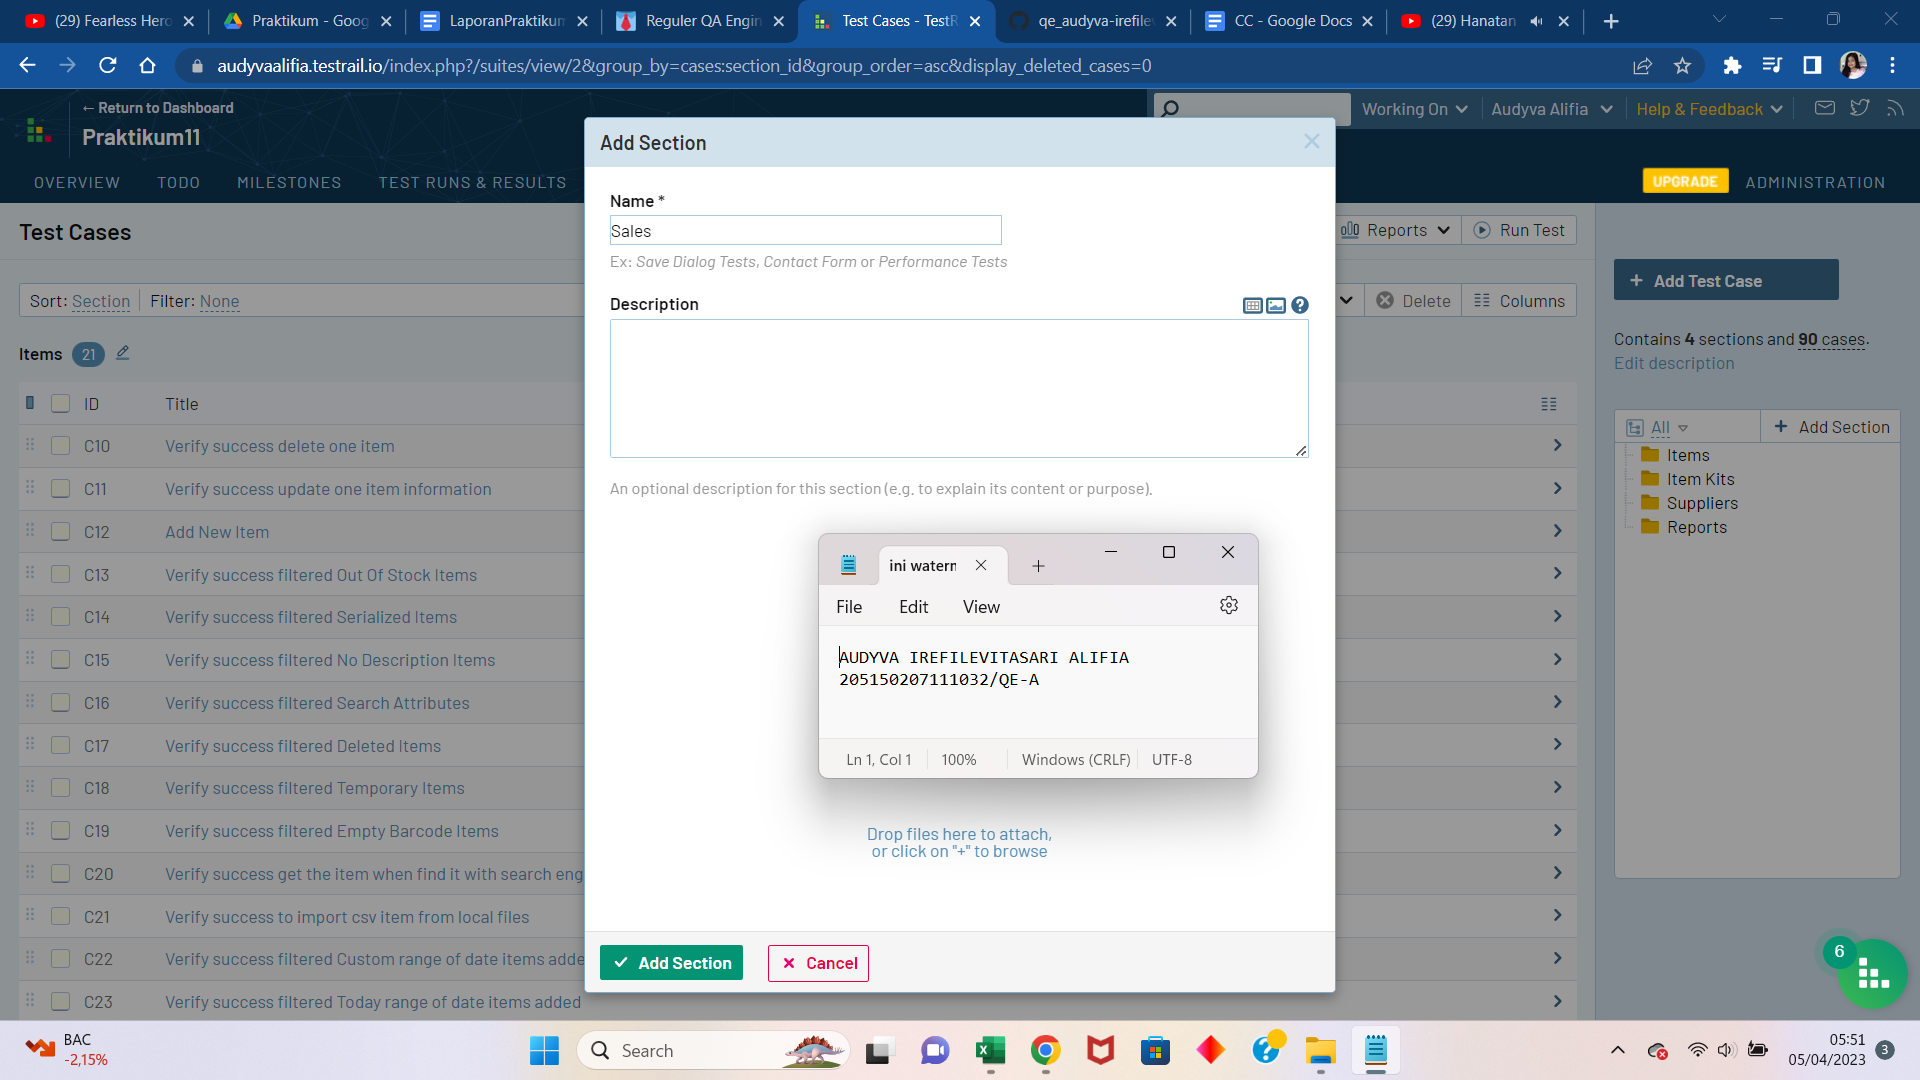 (29) Fearless Hero
Praktikum - Goog
LaporanPraktikum
Reguler QA Engin
Test Cases - TestR
qe_audyva-irefilev
CC - Google Docs
(29) Hanatan
audyvaalifia.testrail.io/index.php?/suites/view/2&group_by=cases:section_id&group_order=asc&display_deleted_cases=0
← Return to Dashboard
Praktikum11
Working On
Audyva Alifia
Help & Feedback
OVERVIEW TODO MILESTONES TEST RUNS & RESULTS
UPGRADE
ADMINISTRATION
Test Cases
Reports
Run Test
Sort: Section Filter: None
Delete
Columns
Items 21
ID Title
C10 Verify success delete one item
C11 Verify success update one item information
C12 Add New Item
C13 Verify success filtered Out Of Stock Items
C14 Verify success filtered Serialized Items
C15 Verify success filtered No Description Items
C16 Verify success filtered Search Attributes
C17 Verify success filtered Deleted Items
C18 Verify success filtered Temporary Items
C19 Verify success filtered Empty Barcode Items
C20 Verify success get the item when find it with search eng
C21 Verify success to import csv item from local files
C22 Verify success filtered Custom range of date items adde
C23 Verify success filtered Today range of date items added
Add Section
Name *
Sales
Ex: Save Dialog Tests, Contact Form or Performance Tests
Description
An optional description for this section (e.g. to explain its content or purpose).
ini waterm
File Edit View
AUDYVA IREFILEVITASARI ALIFIA
205150207111032/QE-A
Ln 1, Col 1 100% Windows (CRLF) UTF-8
Drop files here to attach,
or click on "+" to browse
Add Section
Cancel
+ Add Test Case
Contains 4 sections and 90 cases.
Edit description
All
+ Add Section
Items
Item Kits
Suppliers
Reports
6
BAC
-2,15%
Search
05:51
05/04/2023
3